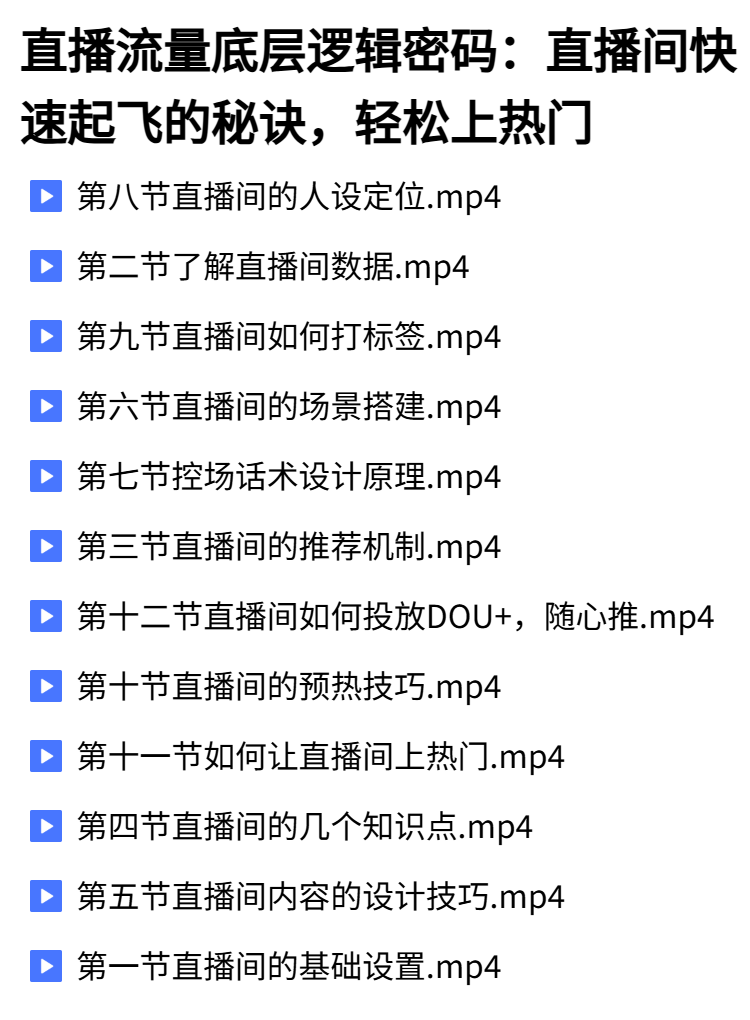 直播流量底层逻辑密码：直播间快
速起飞的秘诀，轻松上热门
第八节直播间的人设定位.mp4
第二节了解直播间数据.mp4
第九节直播间如何打标签.mp4
第六节直播间的场景搭建.mp4
第七节控场话术设计原理.mp4
第三节直播间的推荐机制.mp4
第十二节直播间如何投放DOU+，随心推.mp4
第十节直播间的预热技巧.mp4
第十一节如何让直播间上热门.mp4
第四节直播间的几个知识点.mp4
第五节直播间内容的设计技巧.mp4
第一节直播间的基础设置.mp4